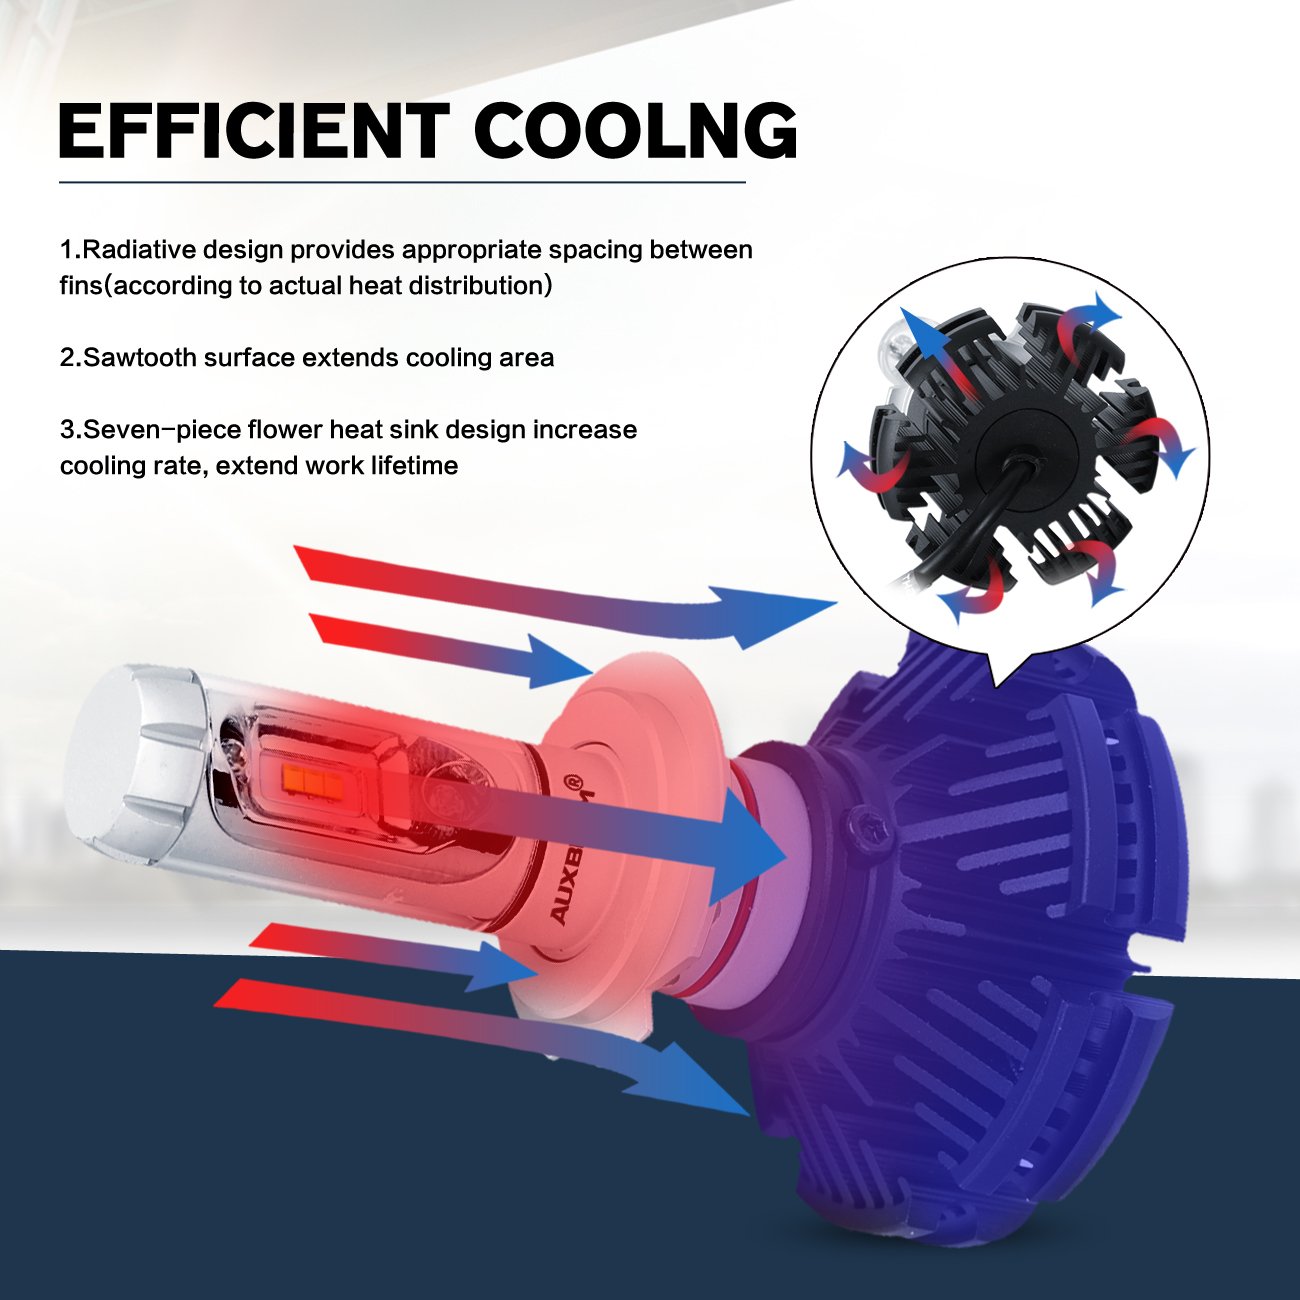 EFFICIENT COOLNG
1.Radiative design provides appropriate spacing between
fins(according to actual heat distribution)
2.Sawtooth surface extends cooling area
3.Seven-piece flower heat sink design increase
cooling rate, extend work lifetime